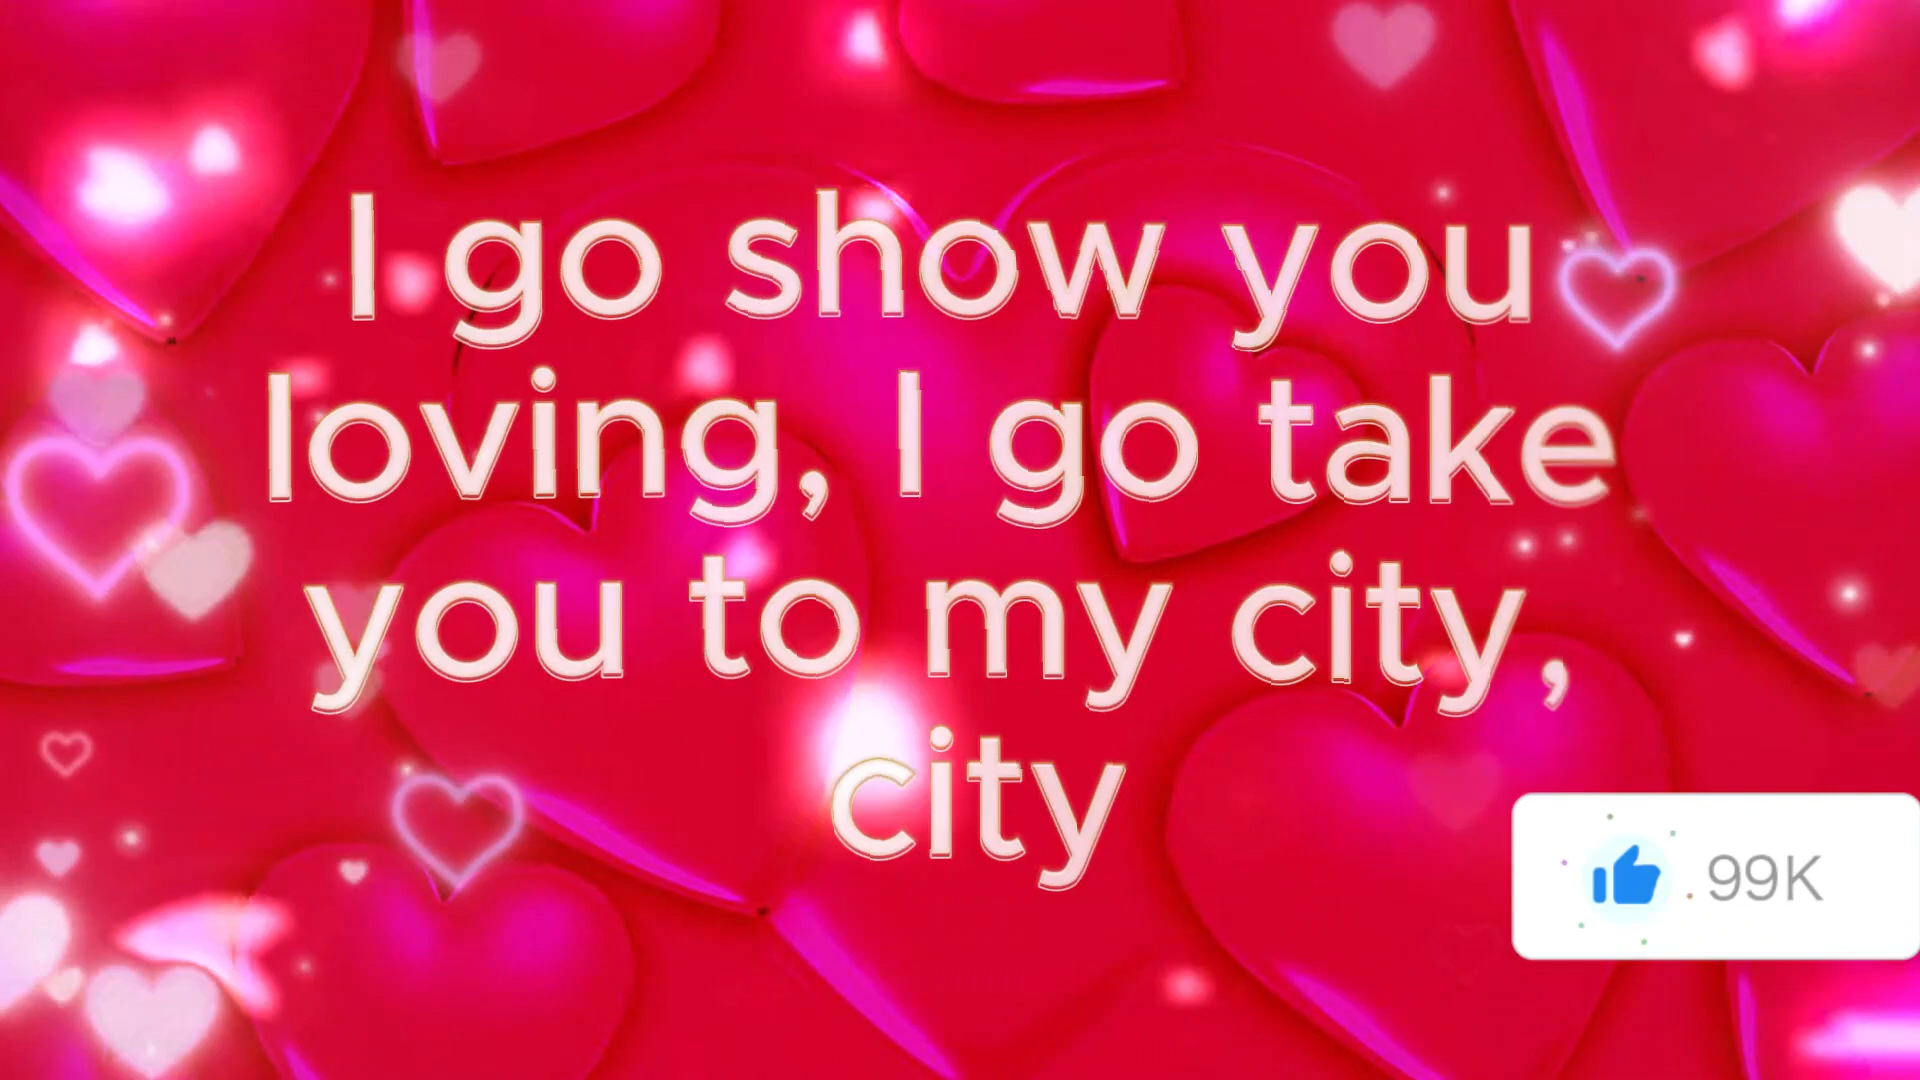 I go show you
loving, I go take
you to my city,
city
.99K